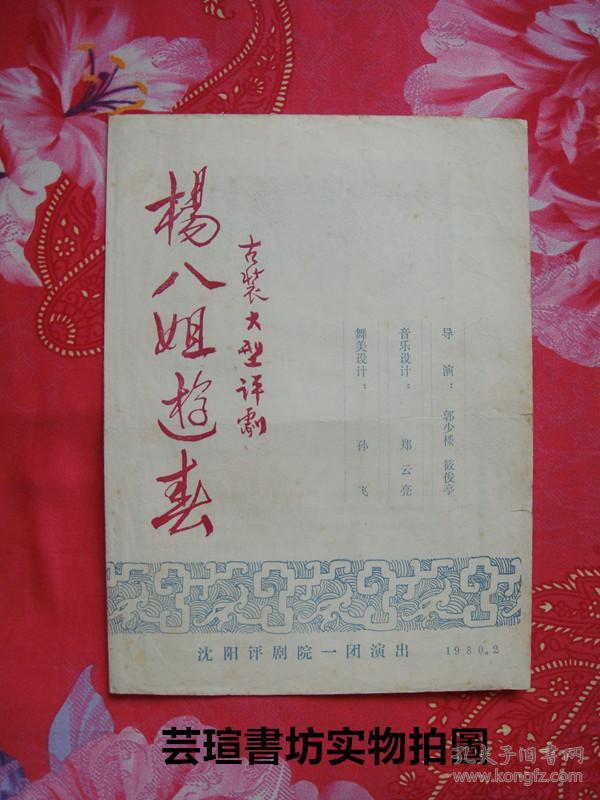 楊八姐遊春
古装大型评劇
导演：郭少楼 筱俊亭
音乐设计：郑云亮
舞美设计：孙飞
沈阳评剧院一团演出 1980.2
芸瑄書坊实物拍圖
孔夫子旧书网
www.kongfz.com